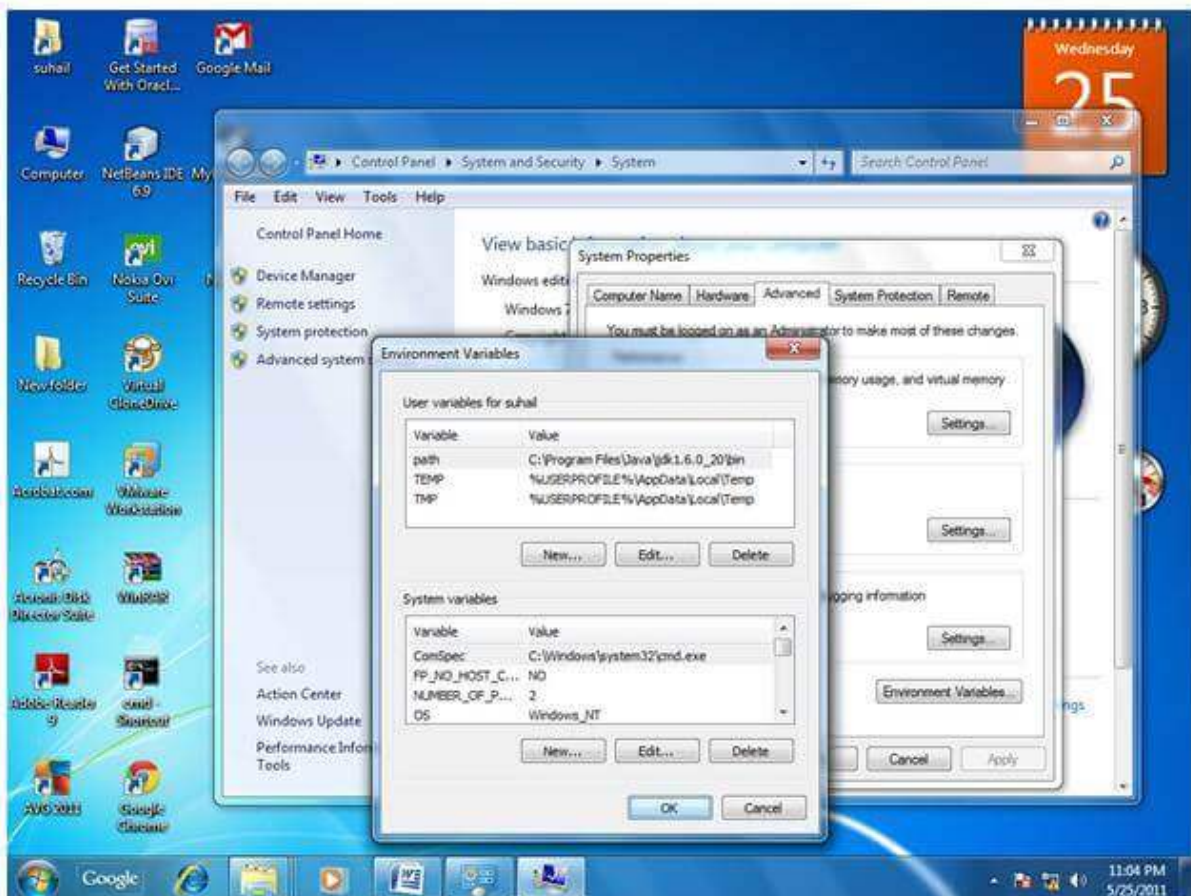 suhail
Get Started With Oracl...
Google Mail
Wednesday
25
Computer
NetBeans IDE 6.9
My
Control Panel ▸ System and Security ▸ System
Search Control Panel
File Edit View Tools Help
Control Panel Home
Device Manager
Remote settings
System protection
Advanced system
View basic
Windows editi
Windows 7
System Properties
Computer Name Hardware Advanced System Protection Remote
You must be logged on as an Administrator to make most of these changes.
mory usage, and virtual memory
Settings...
Settings...
gging information
Settings...
Environment Variables...
ngs
Cancel Apply
Environment Variables
User variables for suhail
Variable Value
path C:\Program Files\Java\jdk1.6.0_20\bin
TEMP %USERPROFILE%\AppData\Local\Temp
TMP %USERPROFILE%\AppData\Local\Temp
New... Edit... Delete
System variables
Variable Value
ComSpec C:\Windows\system32\cmd.exe
FP_NO_HOST_C... NO
NUMBER_OF_P... 2
OS Windows_NT
New... Edit... Delete
OK Cancel
See also
Action Center
Windows Update
Performance Infor
Tools
Recycle Bin
ovi
Nokia Ovi Suite
New folder
Virtual CloneDrive
Acrobat.com
VMware Workstation
Acronis Disk Director Suite
WinRAR
Adobe Reader 9
cmd - Shortcut
AVG 2011
Google Chrome
Google
11:04 PM
5/25/2011